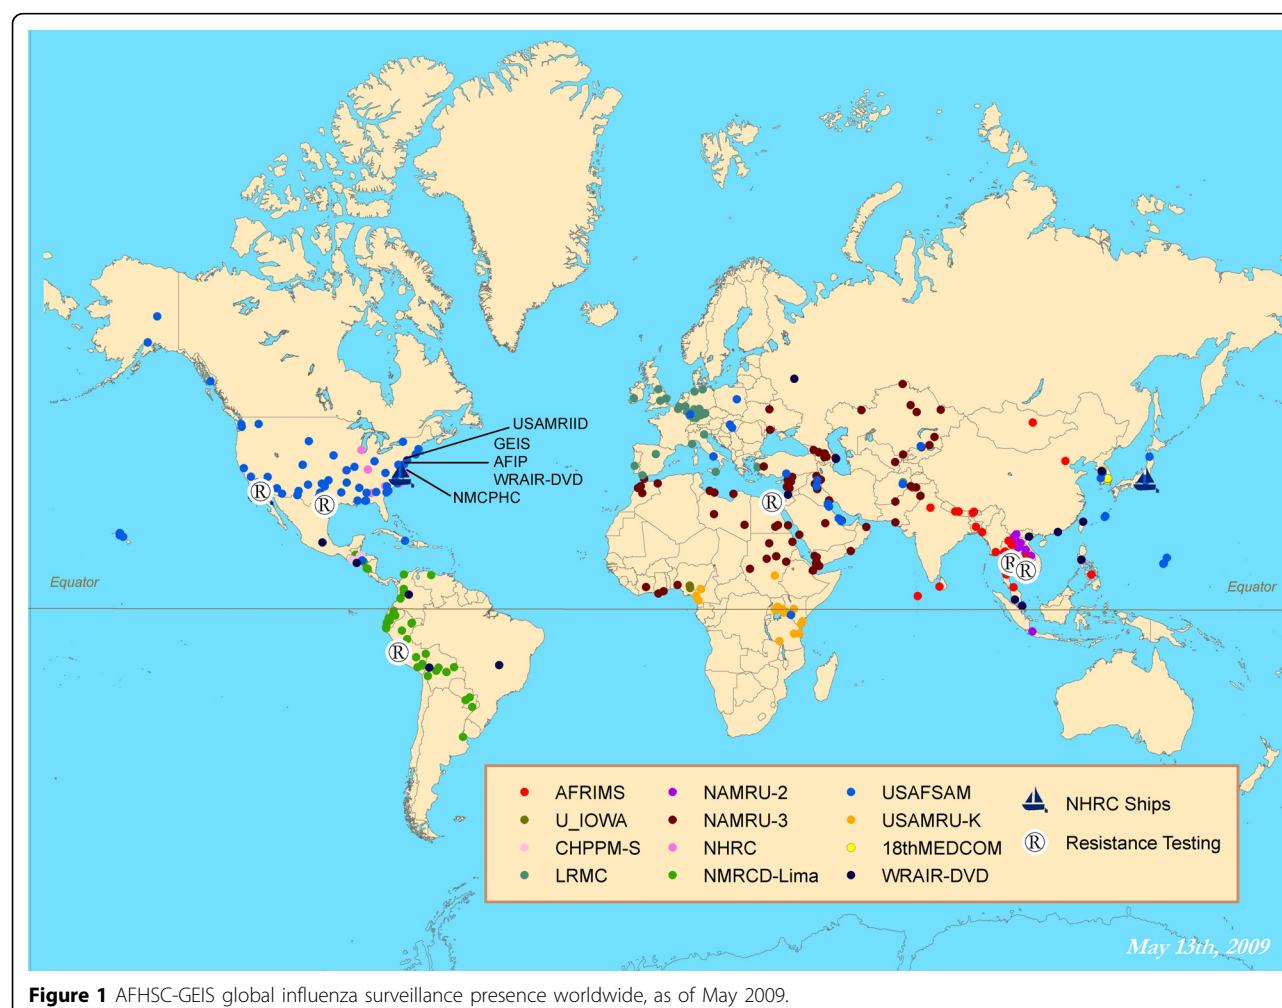 USAMRIID
GEIS
AFIP
WRAIR-DVD
NMCPHC
Ⓡ
Ⓡ
Ⓡ
Ⓡ
Ⓡ
Ⓡ
Equator
Equator
AFRIMS
U_IOWA
CHPPM-S
LRMC
NAMRU-2
NAMRU-3
NHRC
NMRCD-Lima
USAFSAM
USAMRU-K
18thMEDCOM
WRAIR-DVD
NHRC Ships
Ⓡ Resistance Testing
May 13th, 2009
Figure 1 AFHSC-GEIS global influenza surveillance presence worldwide, as of May 2009.